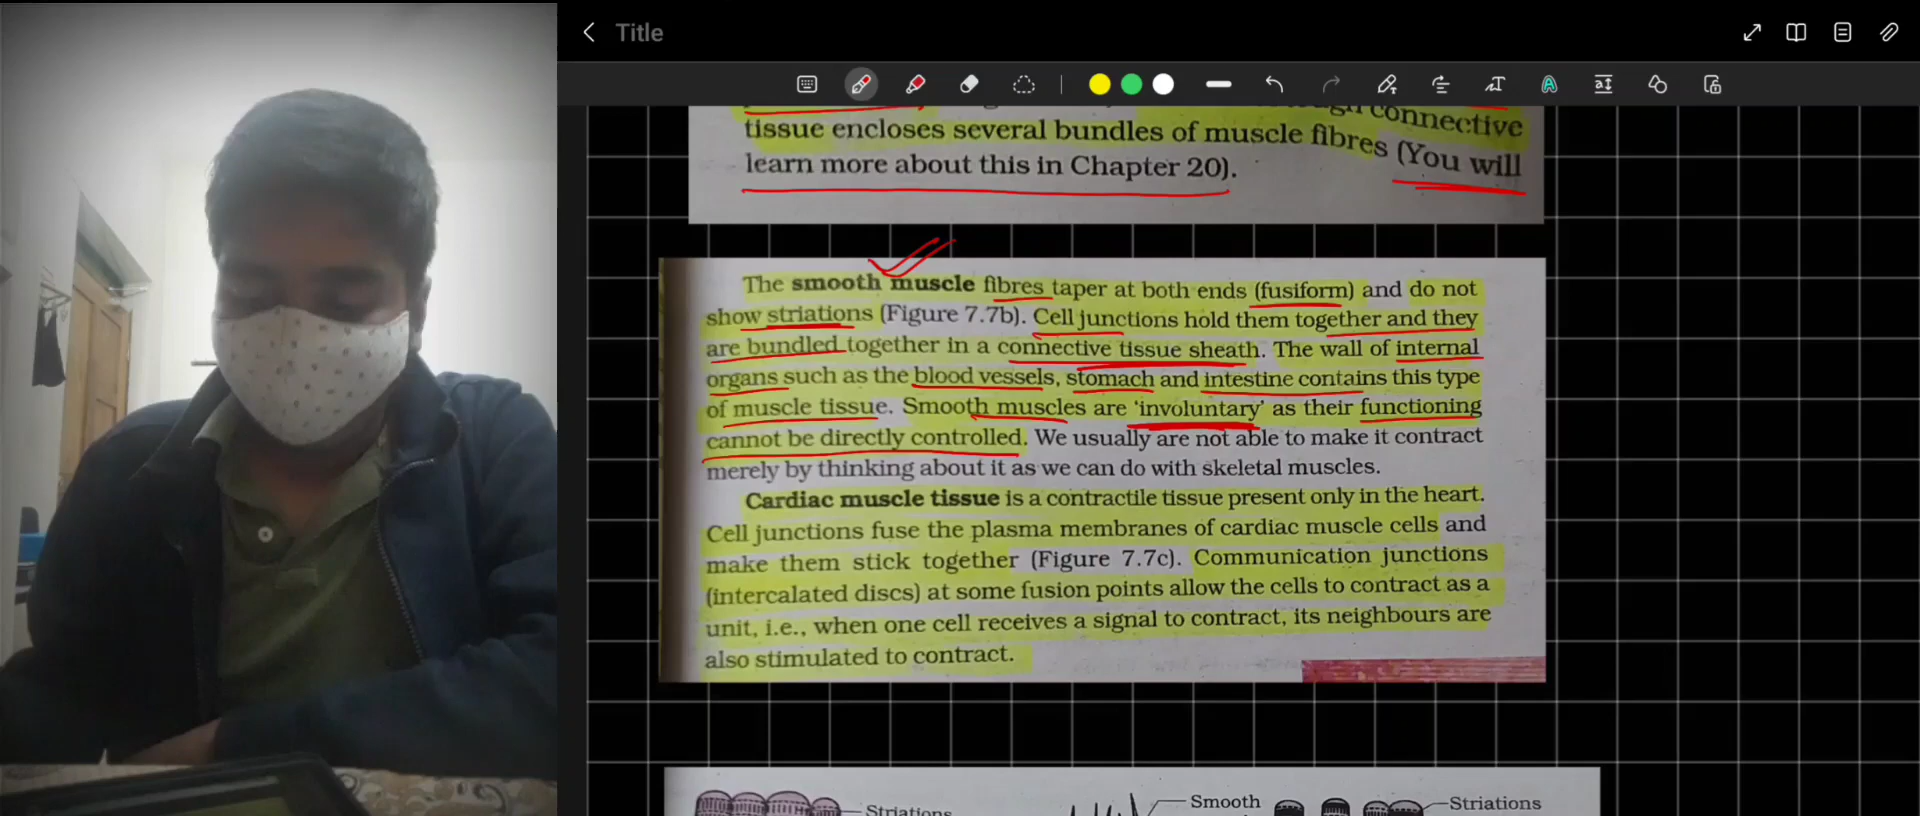 Title
connective
tissue encloses several bundles of muscle fibres (You will
learn more about this in Chapter 20).
The smooth muscle fibres taper at both ends (fusiform) and do not
show striations (Figure 7.7b). Cell junctions hold them together and they
are bundled together in a connective tissue sheath. The wall of internal
organs such as the blood vessels, stomach and intestine contains this type
of muscle tissue. Smooth muscles are ‘involuntary’ as their functioning
cannot be directly controlled. We usually are not able to make it contract
merely by thinking about it as we can do with skeletal muscles.
Cardiac muscle tissue is a contractile tissue present only in the heart.
Cell junctions fuse the plasma membranes of cardiac muscle cells and
make them stick together (Figure 7.7c). Communication junctions
(intercalated discs) at some fusion points allow the cells to contract as a
unit, i.e., when one cell receives a signal to contract, its neighbours are
also stimulated to contract.
Striations
Smooth
Striations